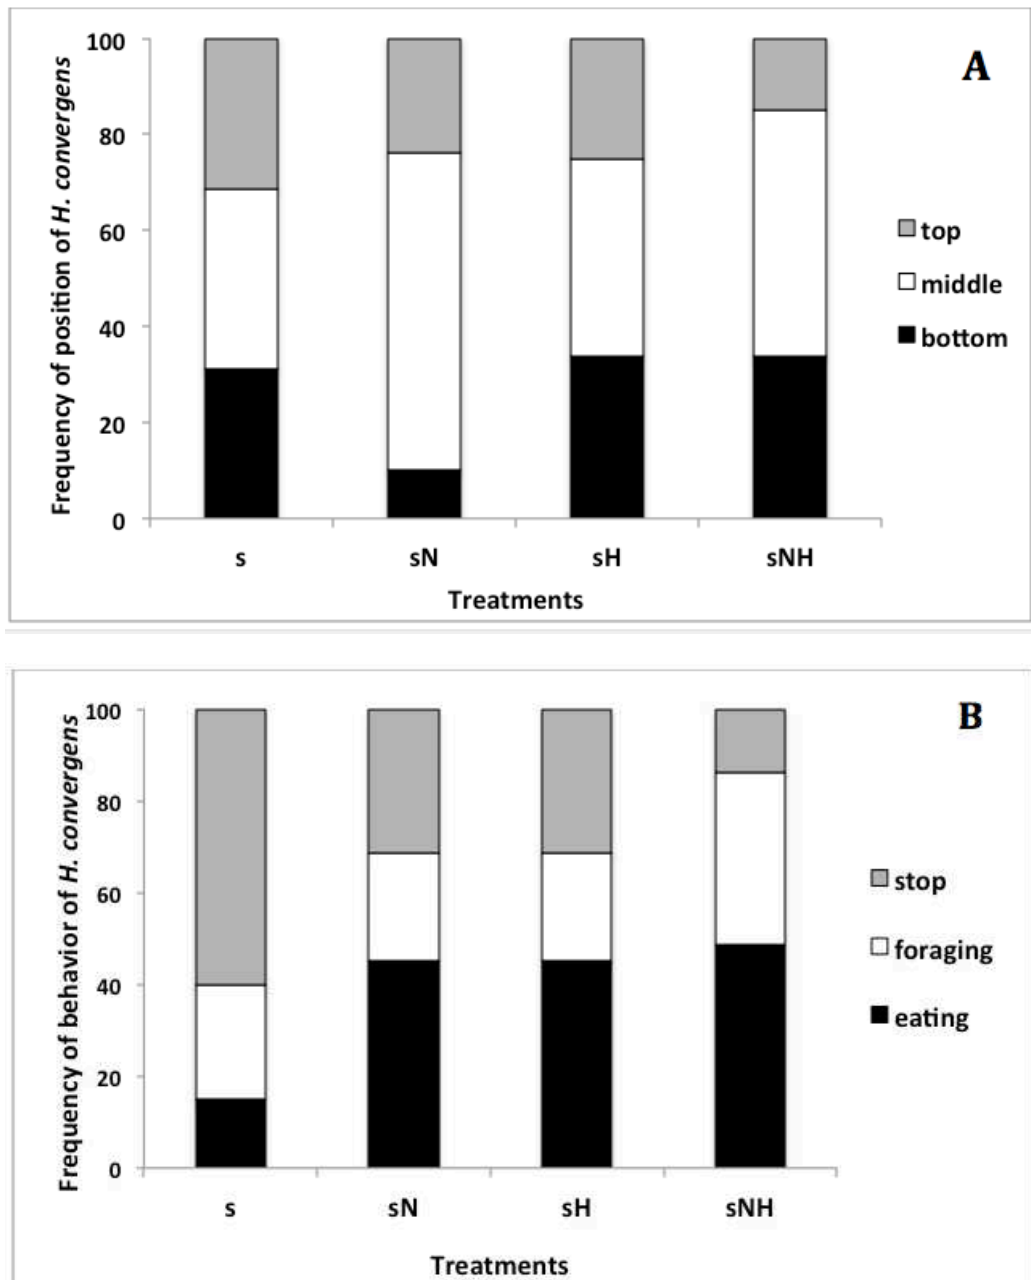 A
Frequency of position of H. convergens
100
80
60
40
20
0
top
middle
bottom
s sN sH sNH
Treatments
B
Frequency of behavior of H. convergens
100
80
60
40
20
0
stop
foraging
eating
s sN sH sNH
Treatments